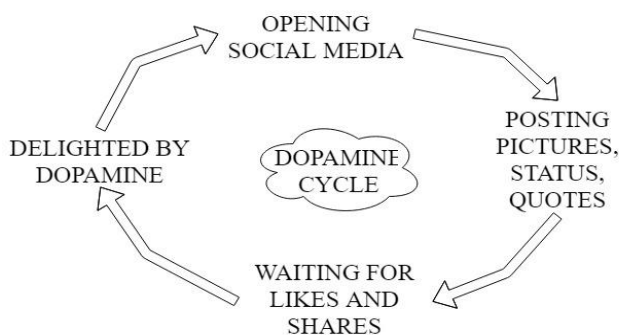 OPENING
SOCIAL MEDIA
POSTING
PICTURES,
STATUS,
QUOTES
WAITING FOR
LIKES AND
SHARES
DELIGHTED BY
DOPAMINE
DOPAMINE
CYCLE